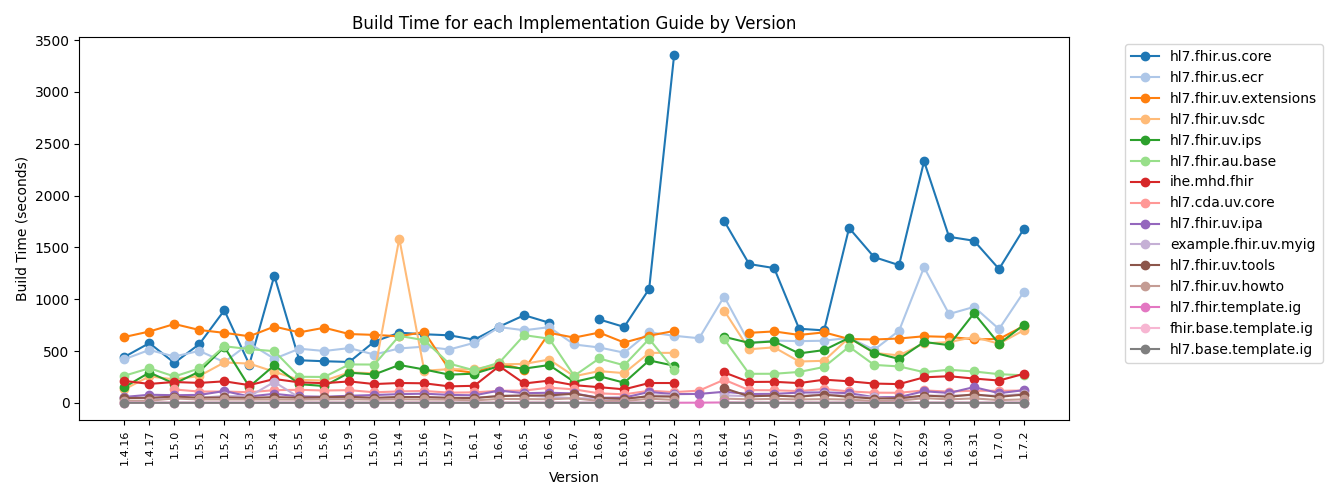 Build Time for each Implementation Guide by Version
Build Time (seconds)
3500
3000
2500
2000
1500
1000
500
0
1.4.16
1.4.17
1.5.0
1.5.1
1.5.2
1.5.3
1.5.4
1.5.5
1.5.6
1.5.9
1.5.10
1.5.14
1.5.16
1.5.17
1.6.1
1.6.4
1.6.5
1.6.6
1.6.7
1.6.8
1.6.10
1.6.11
1.6.12
1.6.13
1.6.14
1.6.15
1.6.17
1.6.19
1.6.20
1.6.25
1.6.26
1.6.27
1.6.29
1.6.30
1.6.31
1.7.0
1.7.2
Version
hl7.fhir.us.core
hl7.fhir.us.ecr
hl7.fhir.uv.extensions
hl7.fhir.uv.sdc
hl7.fhir.uv.ips
hl7.fhir.au.base
ihe.mhd.fhir
hl7.cda.uv.core
hl7.fhir.uv.ipa
example.fhir.uv.myig
hl7.fhir.uv.tools
hl7.fhir.uv.howto
hl7.fhir.template.ig
fhir.base.template.ig
hl7.base.template.ig